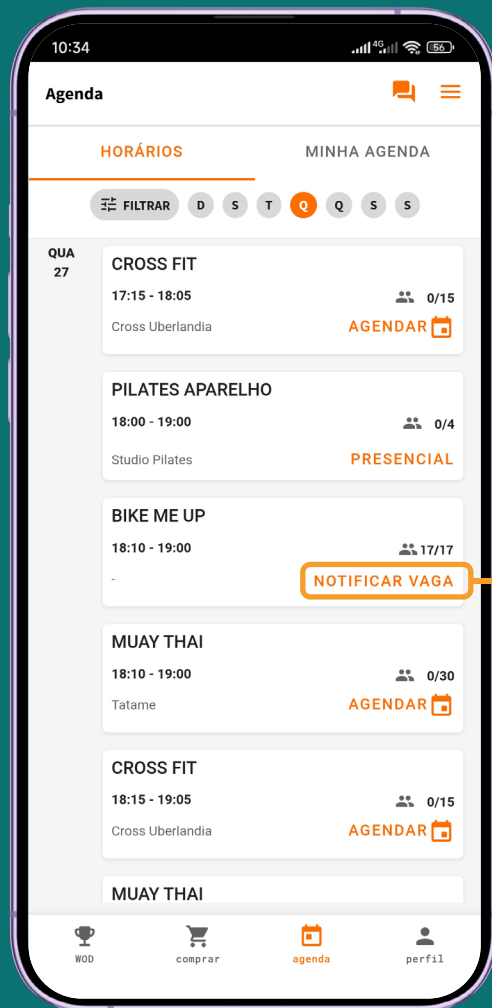 10:34
4G
56
Agenda
HORÁRIOS
MINHA AGENDA
FILTRAR D S T Q Q S S
QUA
27
CROSS FIT
17:15 - 18:05
0/15
Cross Uberlandia
AGENDAR
PILATES APARELHO
18:00 - 19:00
0/4
Studio Pilates
PRESENCIAL
BIKE ME UP
18:10 - 19:00
17/17
-
NOTIFICAR VAGA
MUAY THAI
18:10 - 19:00
0/30
Tatame
AGENDAR
CROSS FIT
18:15 - 19:05
0/15
Cross Uberlandia
AGENDAR
MUAY THAI
WOD
comprar
agenda
perfil